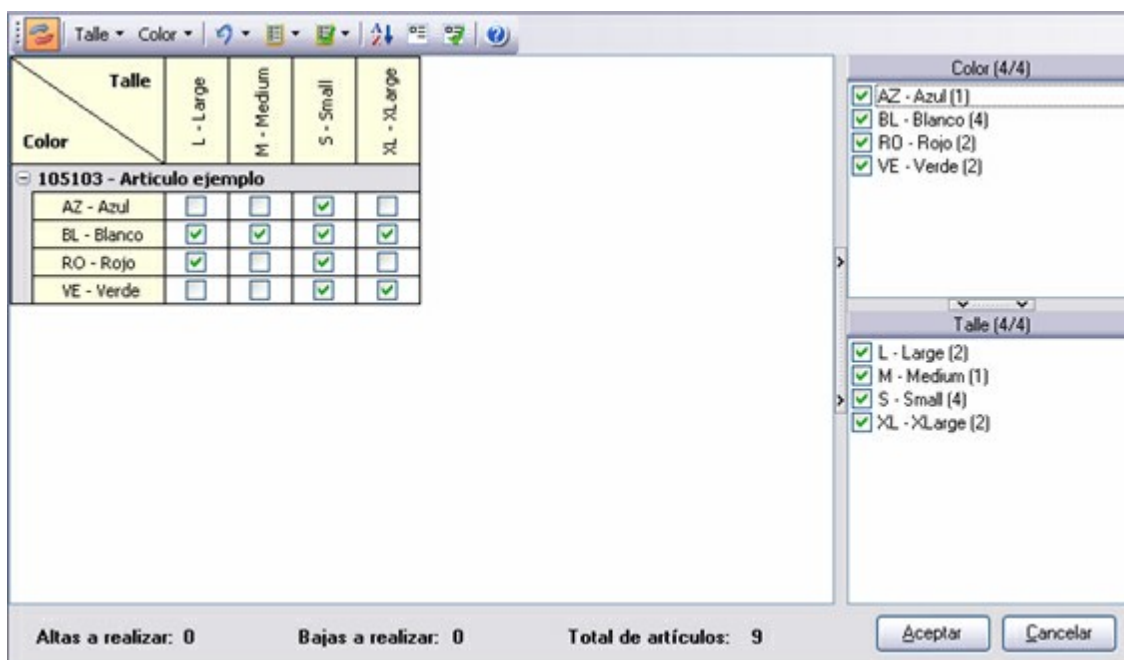 Talle Color
Talle
Color
L - Large
M - Medium
S - Small
XL - XLarge
105103 - Articulo ejemplo
AZ - Azul
BL - Blanco
RO - Rojo
VE - Verde
Color (4/4)
AZ - Azul (1)
BL - Blanco (4)
RO - Rojo (2)
VE - Verde (2)
Talle (4/4)
L - Large (2)
M - Medium (1)
S - Small (4)
XL - XLarge (2)
Altas a realizar: 0 Bajas a realizar: 0 Total de artículos: 9 Aceptar Cancelar